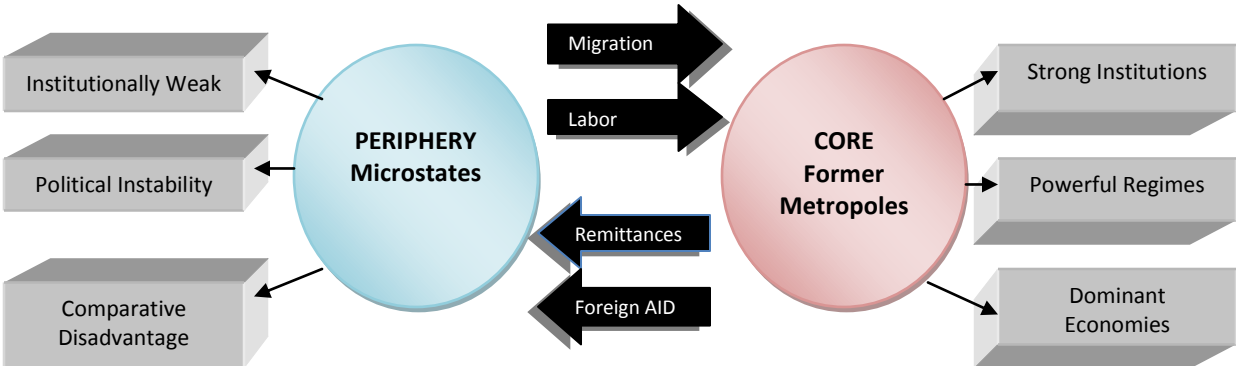 Institutionally Weak
Political Instability
Comparative
Disadvantage
PERIPHERY
Microstates
Migration
Labor
Remittances
Foreign AID
CORE
Former
Metropoles
Strong Institutions
Powerful Regimes
Dominant
Economies